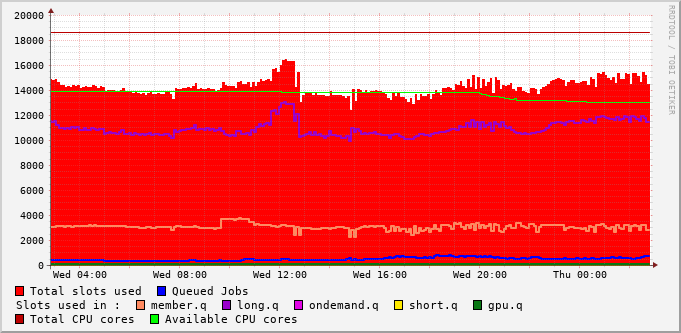 20000
18000
16000
14000
12000
10000
8000
6000
4000
2000
0
Wed 04:00 Wed 08:00 Wed 12:00 Wed 16:00 Wed 20:00 Thu 00:00
Total slots used Queued Jobs
Slots used in : member.q long.q ondemand.q short.q gpu.q
Total CPU cores Available CPU cores
RRDTOOL / TOBI OETIKER